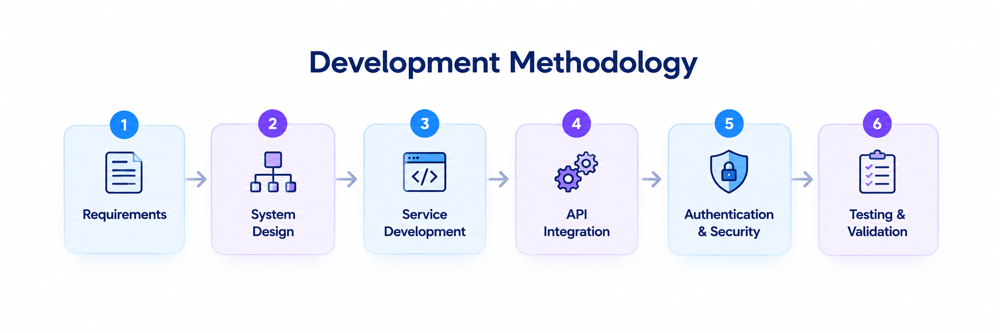 Development Methodology
1
Requirements
2
System
Design
3
</>
Service
Development
4
API
Integration
5
Authentication
& Security
6
Testing &
Validation